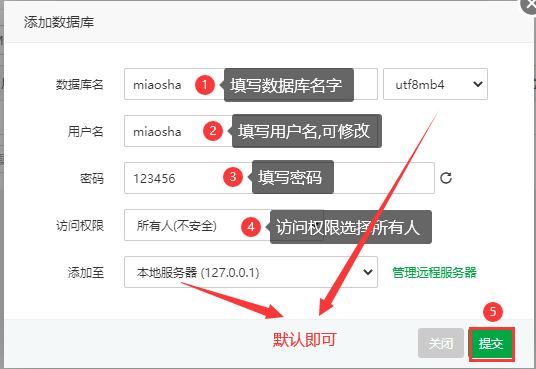 添加数据库
数据库名 miaosha 1 填写数据库名字 utf8mb4
用户名 miaosha 2 填写用户名,可修改
密码 123456 3 填写密码
访问权限 所有人(不安全) 4 访问权限选择所有人
添加至 本地服务器 (127.0.0.1) 管理远程服务器
默认即可
5
关闭 提交